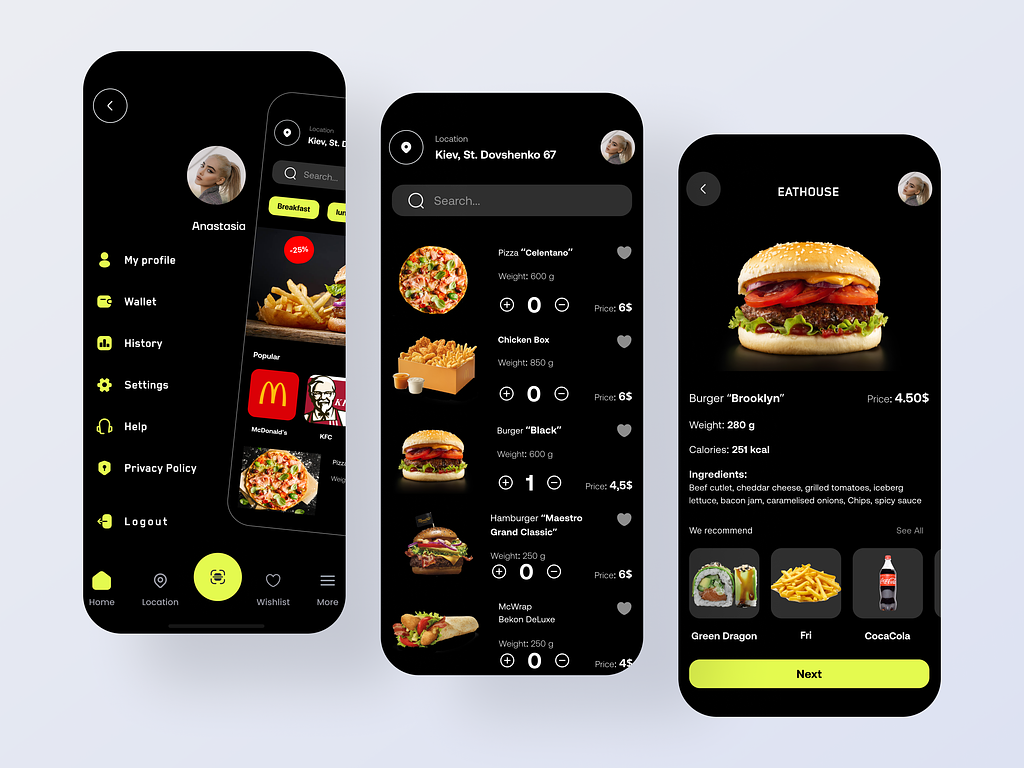 Anastasia
My profile
Wallet
History
Settings
Help
Privacy Policy
Logout
Location
Kiev, St. D
Search...
Breakfast
lun
-25%
Popular
McDonald's
KFC
Pizz
Weig
Home
Location
Wishlist
More
Location
Kiev, St. Dovshenko 67
Search...
Pizza “Celentano”
Weight: 600 g
0
Price: 6$
Chicken Box
Weight: 850 g
0
Price: 6$
Burger “Black”
Weight: 600 g
1
Price: 4,5$
Hamburger “Maestro
Grand Classic”
Weight: 250 g
0
Price: 6$
McWrap
Bekon DeLuxe
Weight: 250 g
0
Price: 4$
EATHOUSE
Burger “Brooklyn”
Price: 4.50$
Weight: 280 g
Calories: 251 kcal
Ingredients:
Beef cutlet, cheddar cheese, grilled tomatoes, iceberg
lettuce, bacon jam, caramelised onions, Chips, spicy sauce
We recommend
See All
Green Dragon
Fri
CocaCola
Next